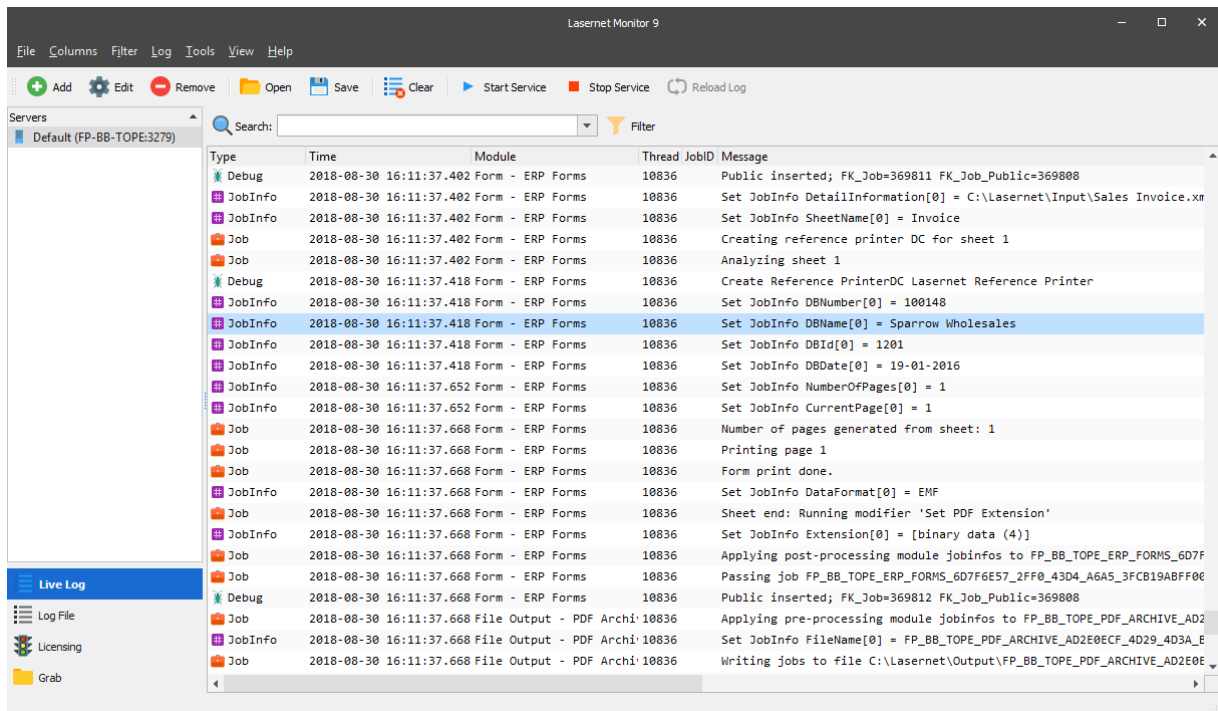 Lasernet Monitor 9
File Columns Filter Log Tools View Help
Add Edit Remove Open Save Clear Start Service Stop Service Reload Log
Servers
Default (FP-BB-TOPE:3279)
Search: Filter
Type Time Module Thread JobID Message
Debug 2018-08-30 16:11:37.402 Form - ERP Forms 10836 Public inserted; FK_Job=369811 FK_Job_Public=369808
JobInfo 2018-08-30 16:11:37.402 Form - ERP Forms 10836 Set JobInfo DetailInformation[0] = C:\Lasernet\Input\Sales Invoice.xm
JobInfo 2018-08-30 16:11:37.402 Form - ERP Forms 10836 Set JobInfo SheetName[0] = Invoice
Job 2018-08-30 16:11:37.402 Form - ERP Forms 10836 Creating reference printer DC for sheet 1
Job 2018-08-30 16:11:37.402 Form - ERP Forms 10836 Analyzing sheet 1
Debug 2018-08-30 16:11:37.418 Form - ERP Forms 10836 Create Reference PrinterDC Lasernet Reference Printer
JobInfo 2018-08-30 16:11:37.418 Form - ERP Forms 10836 Set JobInfo DBNumber[0] = 100148
JobInfo 2018-08-30 16:11:37.418 Form - ERP Forms 10836 Set JobInfo DBName[0] = Sparrow Wholesales
JobInfo 2018-08-30 16:11:37.418 Form - ERP Forms 10836 Set JobInfo DBId[0] = 1201
JobInfo 2018-08-30 16:11:37.418 Form - ERP Forms 10836 Set JobInfo DBDate[0] = 19-01-2016
JobInfo 2018-08-30 16:11:37.652 Form - ERP Forms 10836 Set JobInfo NumberOfPages[0] = 1
JobInfo 2018-08-30 16:11:37.652 Form - ERP Forms 10836 Set JobInfo CurrentPage[0] = 1
Job 2018-08-30 16:11:37.668 Form - ERP Forms 10836 Number of pages generated from sheet: 1
Job 2018-08-30 16:11:37.668 Form - ERP Forms 10836 Printing page 1
Job 2018-08-30 16:11:37.668 Form - ERP Forms 10836 Form print done.
JobInfo 2018-08-30 16:11:37.668 Form - ERP Forms 10836 Set JobInfo DataFormat[0] = EMF
Job 2018-08-30 16:11:37.668 Form - ERP Forms 10836 Sheet end: Running modifier 'Set PDF Extension'
JobInfo 2018-08-30 16:11:37.668 Form - ERP Forms 10836 Set JobInfo Extension[0] = [binary data (4)]
Job 2018-08-30 16:11:37.668 Form - ERP Forms 10836 Applying post-processing module jobinfos to FP_BB_TOPE_ERP_FORMS_6D7F
Job 2018-08-30 16:11:37.668 Form - ERP Forms 10836 Passing job FP_BB_TOPE_ERP_FORMS_6D7F6E57_2FF0_43D4_A6A5_3FCB19ABFF00
Debug 2018-08-30 16:11:37.668 Form - ERP Forms 10836 Public inserted; FK_Job=369812 FK_Job_Public=369808
Job 2018-08-30 16:11:37.668 File Output - PDF Archi 10836 Applying pre-processing module jobinfos to FP_BB_TOPE_PDF_ARCHIVE_AD2
JobInfo 2018-08-30 16:11:37.668 File Output - PDF Archi 10836 Set JobInfo FileName[0] = FP_BB_TOPE_PDF_ARCHIVE_AD2E0ECF_4D29_4D3A_B
Job 2018-08-30 16:11:37.668 File Output - PDF Archi 10836 Writing jobs to file C:\Lasernet\Output\FP_BB_TOPE_PDF_ARCHIVE_AD2E0E
Live Log
Log File
Licensing
Grab